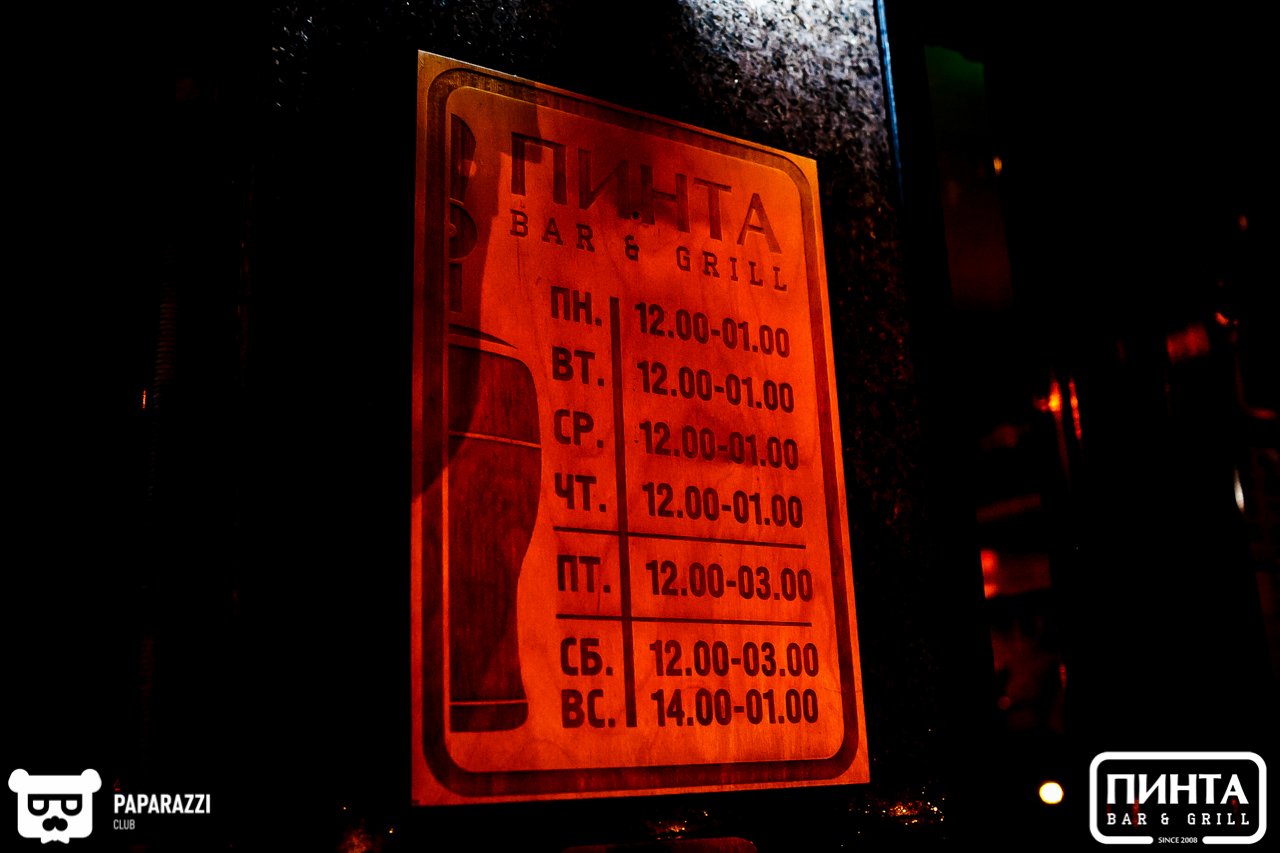 ПИНТА
BAR & GRILL
ПН. 12.00-01.00
ВТ. 12.00-01.00
СР. 12.00-01.00
ЧТ. 12.00-01.00
ПТ. 12.00-03.00
СБ. 12.00-03.00
ВС. 14.00-01.00
PAPARAZZI
CLUB
ПИНТА
BAR & GRILL
SINCE 2008